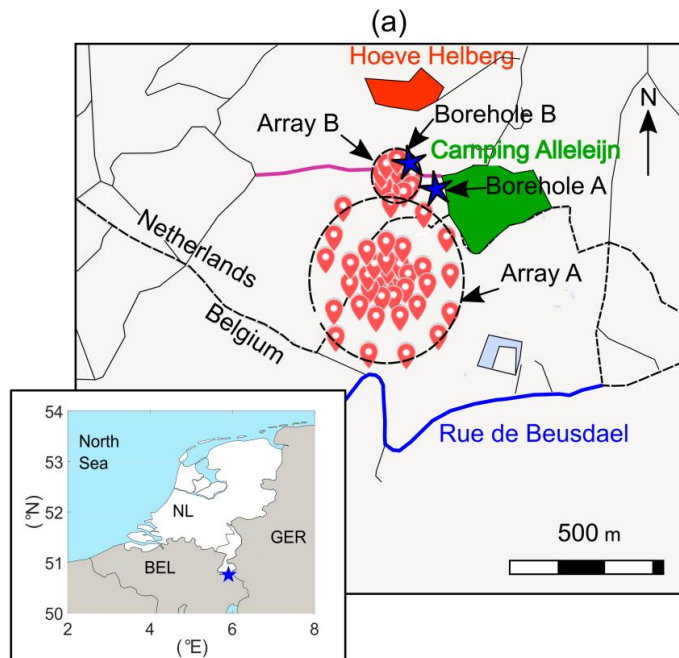 (a)
Hoeve Helberg
Array B
Borehole B
N
Camping Alleleijn
Borehole A
Netherlands
Array A
Belgium
Rue de Beusdael
500 m
54
53
52
51
50
(°N)
North
Sea
NL
GER
BEL
2
4
6
8
(°E)